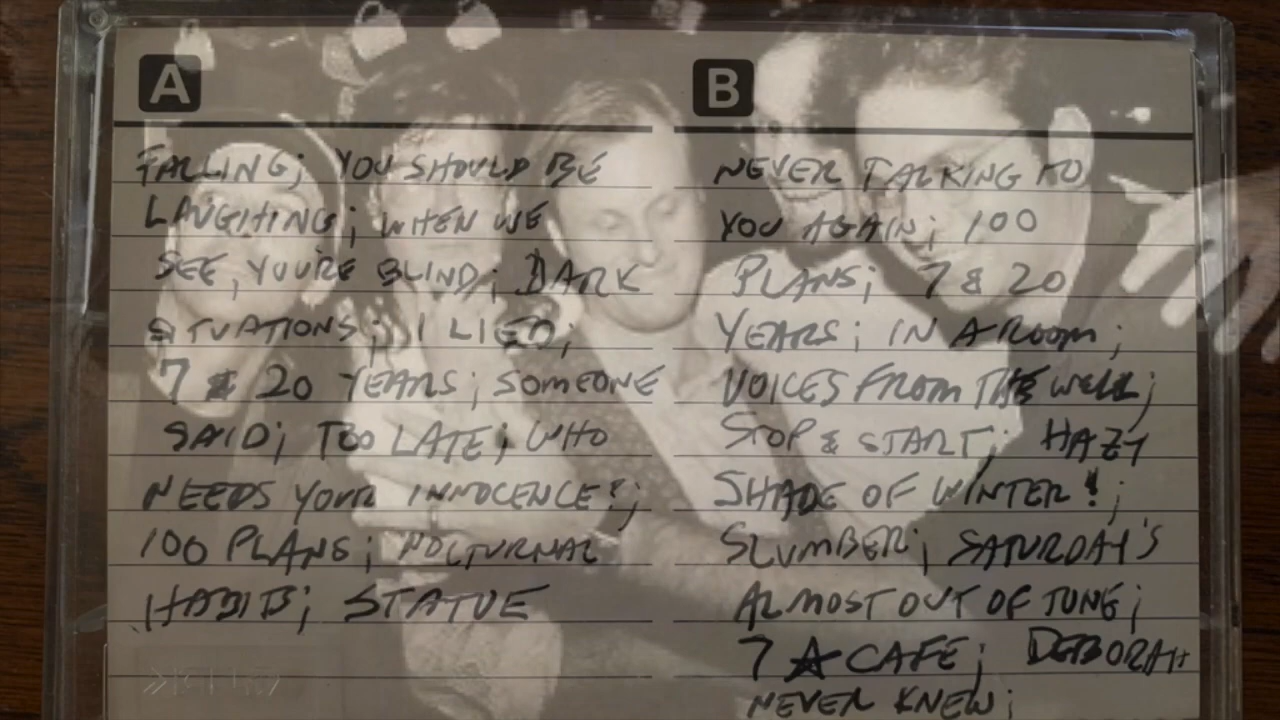 A
FALLING; YOU SHOULD BE
LAUGHING; WHEN WE
SEE, YOU'RE BLIND; DARK
SITUATIONS; I LIED;
7 & 20 YEARS; SOMEONE
SAID; TOO LATE; WHO
NEEDS YOUR INNOCENCE?;
100 PLANS; NOCTURNAL
HABITS; STATUE
B
NEVER TALKING TO
YOU AGAIN; 100
PLANS; 7 & 20
YEARS; IN A ROOM;
VOICES FROM THE WELL;
STOP & START; HAZY
SHADE OF WINTER!;
SLUMBER; SATURDAY'S
ALMOST OUT OF TUNE;
7 ★ CAFE; DEBORAH
NEVER KNEW;